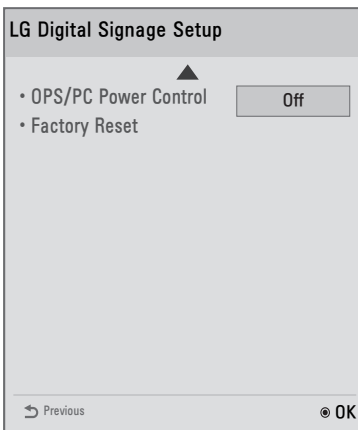 LG Digital Signage Setup
• OPS/PC Power Control Off
• Factory Reset
Previous OK